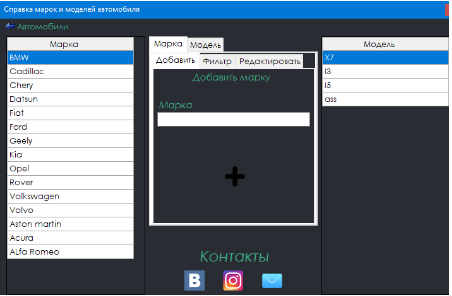 Справка марок и моделей автомобиля
Автомобили
Марка
BMW
Cadillac
Chery
Datsun
Fiat
Ford
Geely
Kia
Opel
Rover
Volkswagen
Volvo
Aston martin
Acura
ALfa Romeo
Марка Модель
Добавить Фильтр Редактировать
Добавить марку
Марка
Контакты
B
Модель
X7
I3
I5
ass